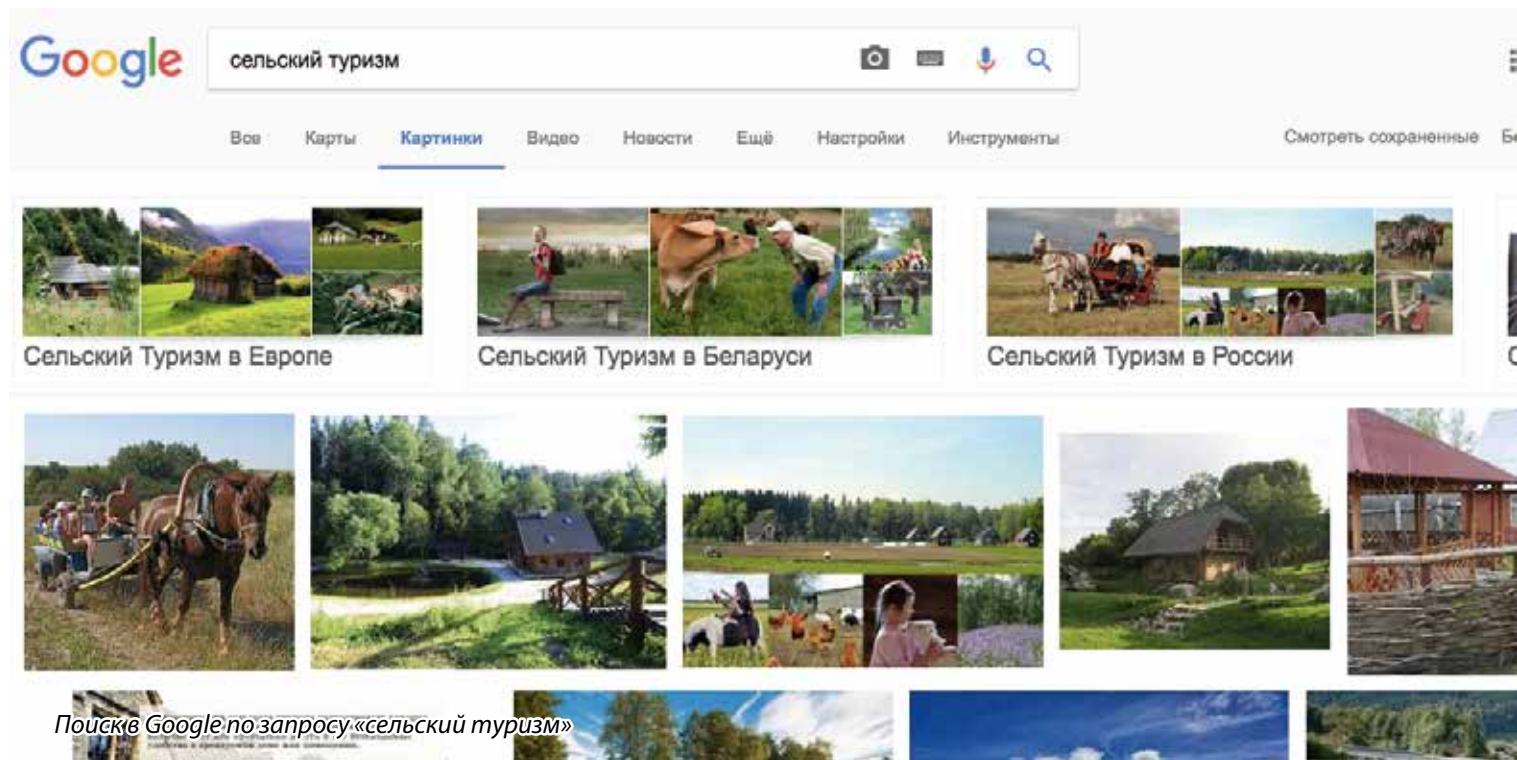 Google
сельский туризм
Все Карты Картинки Видео Новости Ещё Настройки Инструменты Смотреть сохраненные
Сельский Туризм в Европе Сельский Туризм в Беларуси Сельский Туризм в России
Поиск в Google по запросу «сельский туризм»